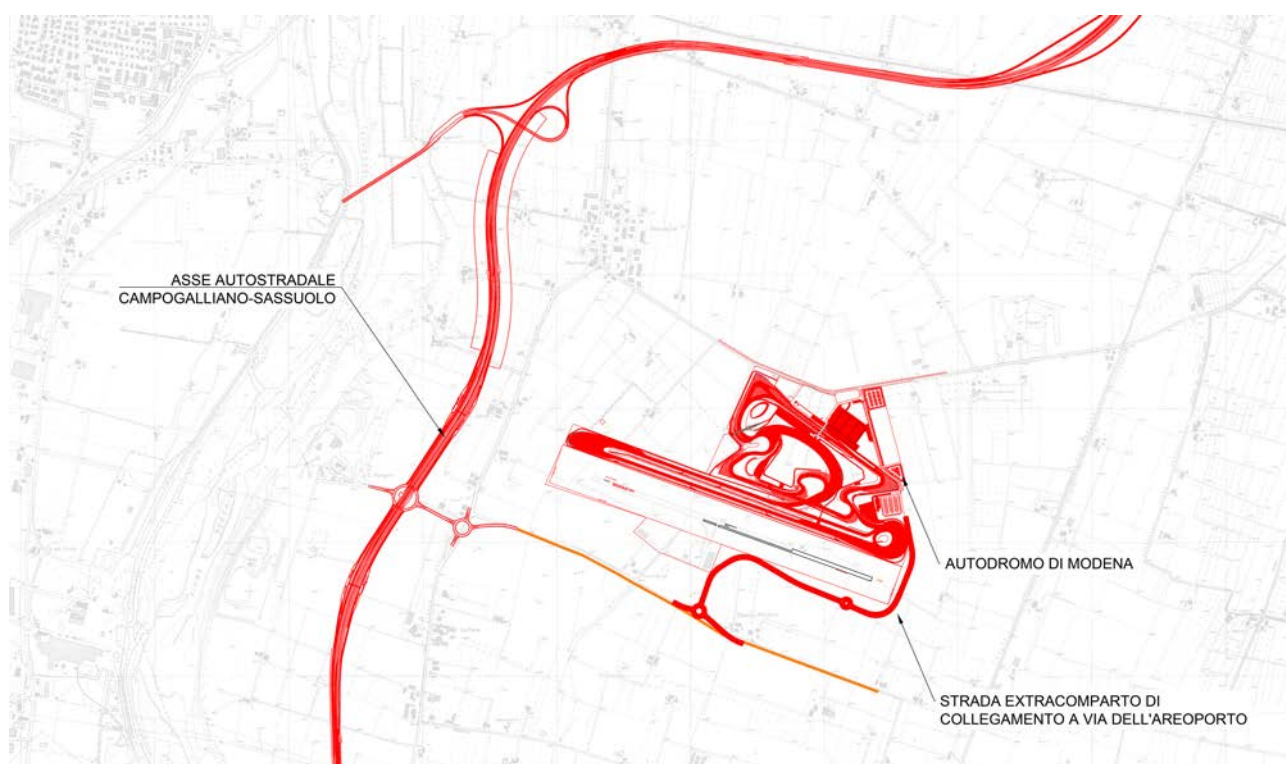 ASSE AUTOSTRADALE
CAMPOGALLIANO-SASSUOLO
AUTODROMO DI MODENA
STRADA EXTRACOMPARTO DI
COLLEGAMENTO A VIA DELL'AREOPORTO